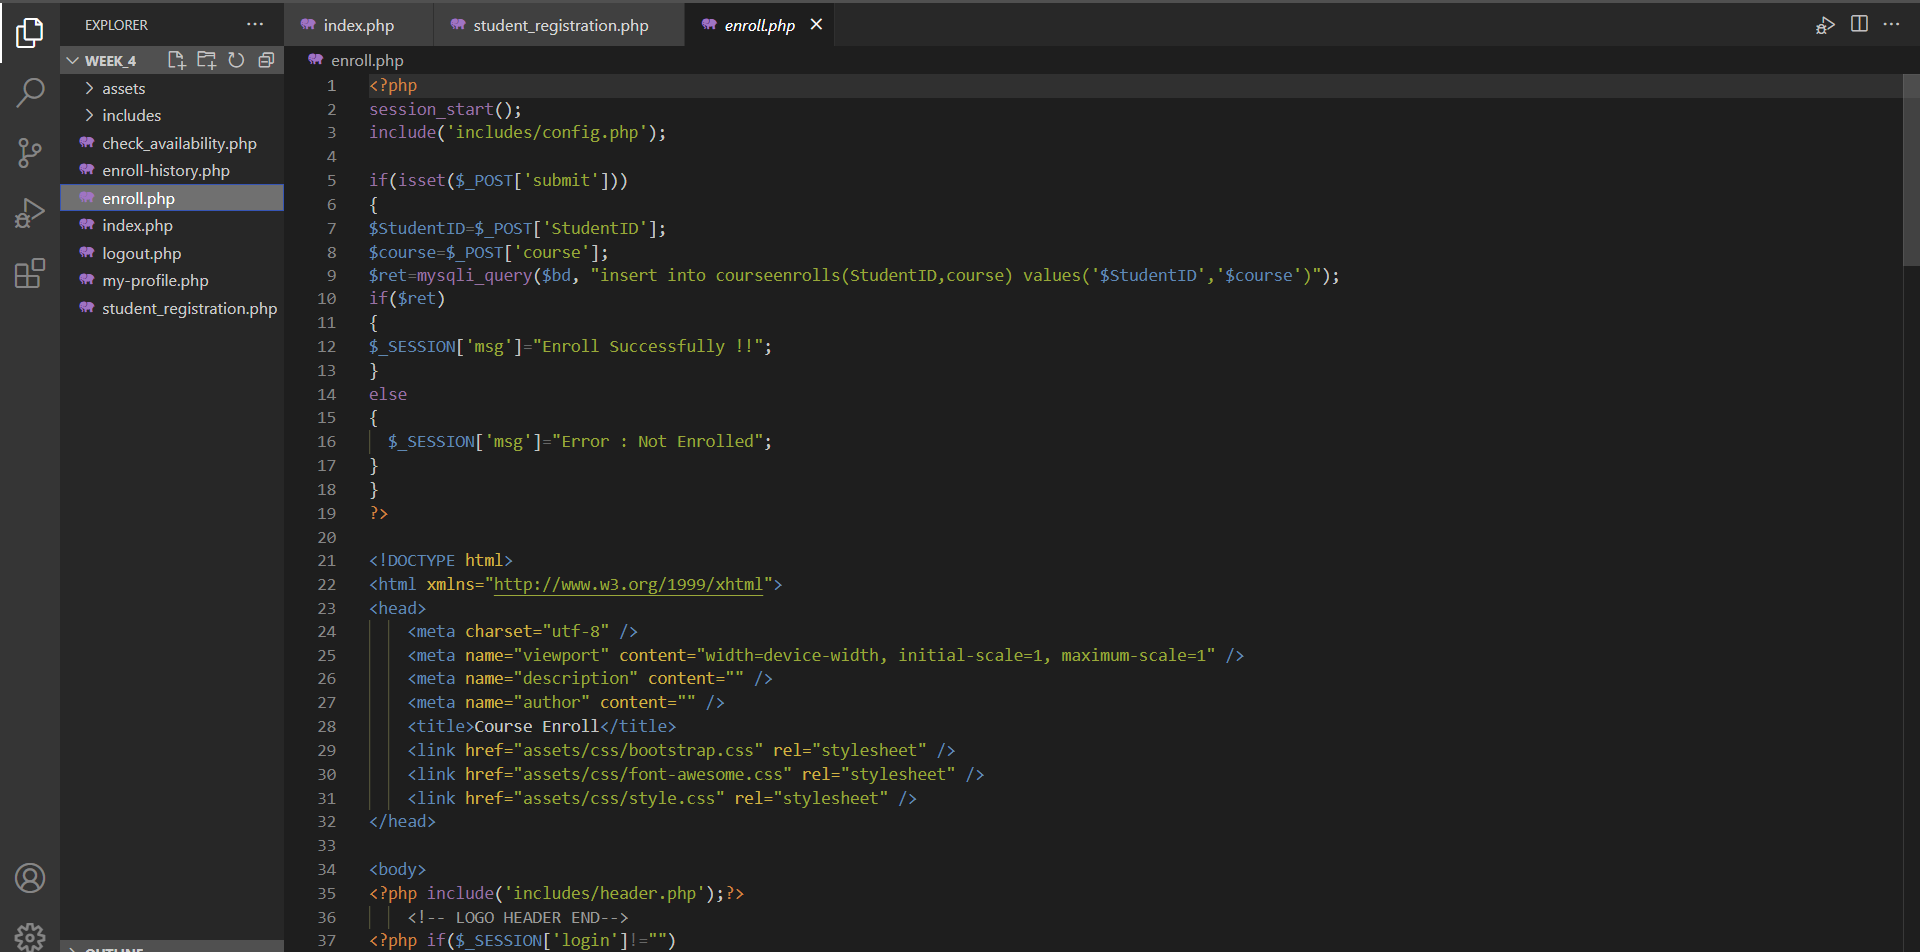 EXPLORER
WEEK_4
assets
includes
check_availability.php
enroll-history.php
enroll.php
index.php
logout.php
my-profile.php
student_registration.php
OUTLINE
index.php
student_registration.php
enroll.php
enroll.php
1 <?php
2 session_start();
3 include('includes/config.php');
4
5 if(isset($_POST['submit']))
6 {
7 $StudentID=$_POST['StudentID'];
8 $course=$_POST['course'];
9 $ret=mysqli_query($bd, "insert into courseenrolls(StudentID,course) values('$StudentID','$course')");
10 if($ret)
11 {
12 $_SESSION['msg']="Enroll Successfully !!";
13 }
14 else
15 {
16   $_SESSION['msg']="Error : Not Enrolled";
17 }
18 }
19 ?>
20
21 <!DOCTYPE html>
22 <html xmlns="http://www.w3.org/1999/xhtml">
23 <head>
24     <meta charset="utf-8" />
25     <meta name="viewport" content="width=device-width, initial-scale=1, maximum-scale=1" />
26     <meta name="description" content="" />
27     <meta name="author" content="" />
28     <title>Course Enroll</title>
29     <link href="assets/css/bootstrap.css" rel="stylesheet" />
30     <link href="assets/css/font-awesome.css" rel="stylesheet" />
31     <link href="assets/css/style.css" rel="stylesheet" />
32 </head>
33
34 <body>
35 <?php include('includes/header.php');?>
36     <!-- LOGO HEADER END-->
37 <?php if($_SESSION['login']!="")